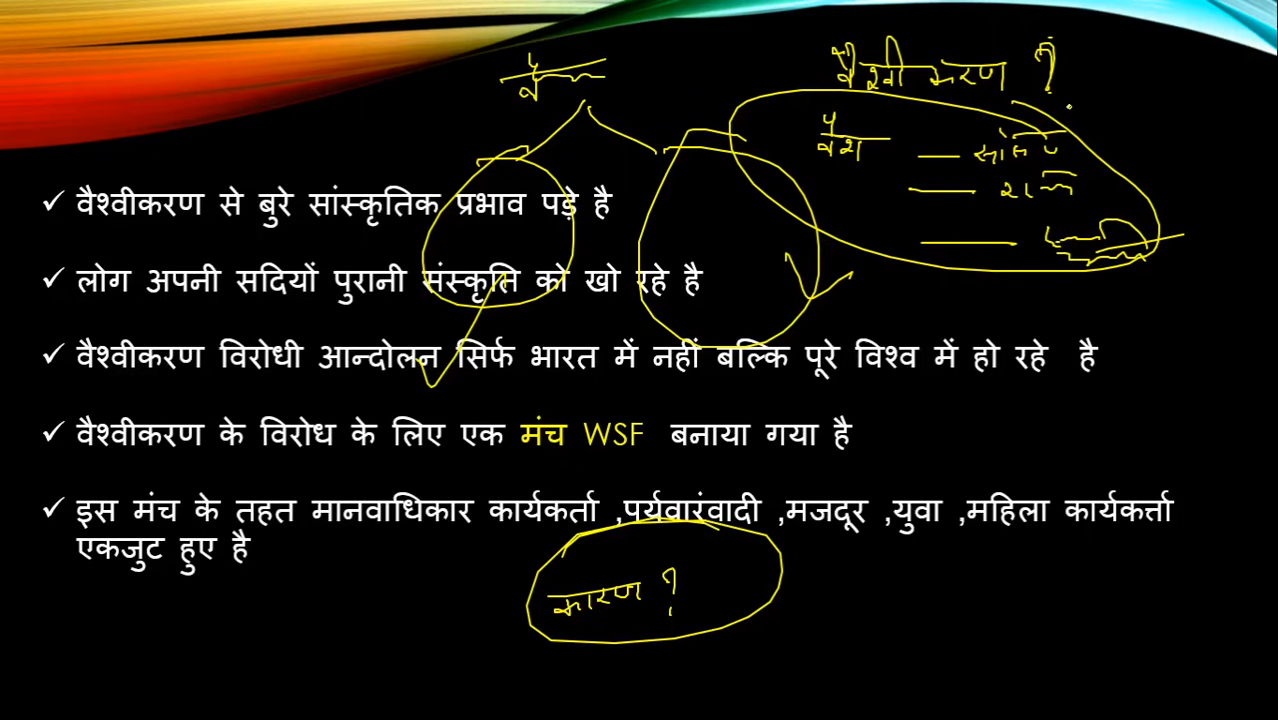 वैश्वीकरण ?
वैश्वीकरण से बुरे सांस्कृतिक प्रभाव पड़े है
लोग अपनी सदियों पुरानी संस्कृति को खो रहे है
वैश्वीकरण विरोधी आन्दोलन सिर्फ भारत में नहीं बल्कि पूरे विश्व में हो रहे है
वैश्वीकरण के विरोध के लिए एक मंच WSF बनाया गया है
इस मंच के तहत मानवाधिकार कार्यकर्ता ,पर्यवारंवादी ,मजदूर ,युवा ,महिला कार्यकर्त्ता
एकजुट हुए है
कारण ?